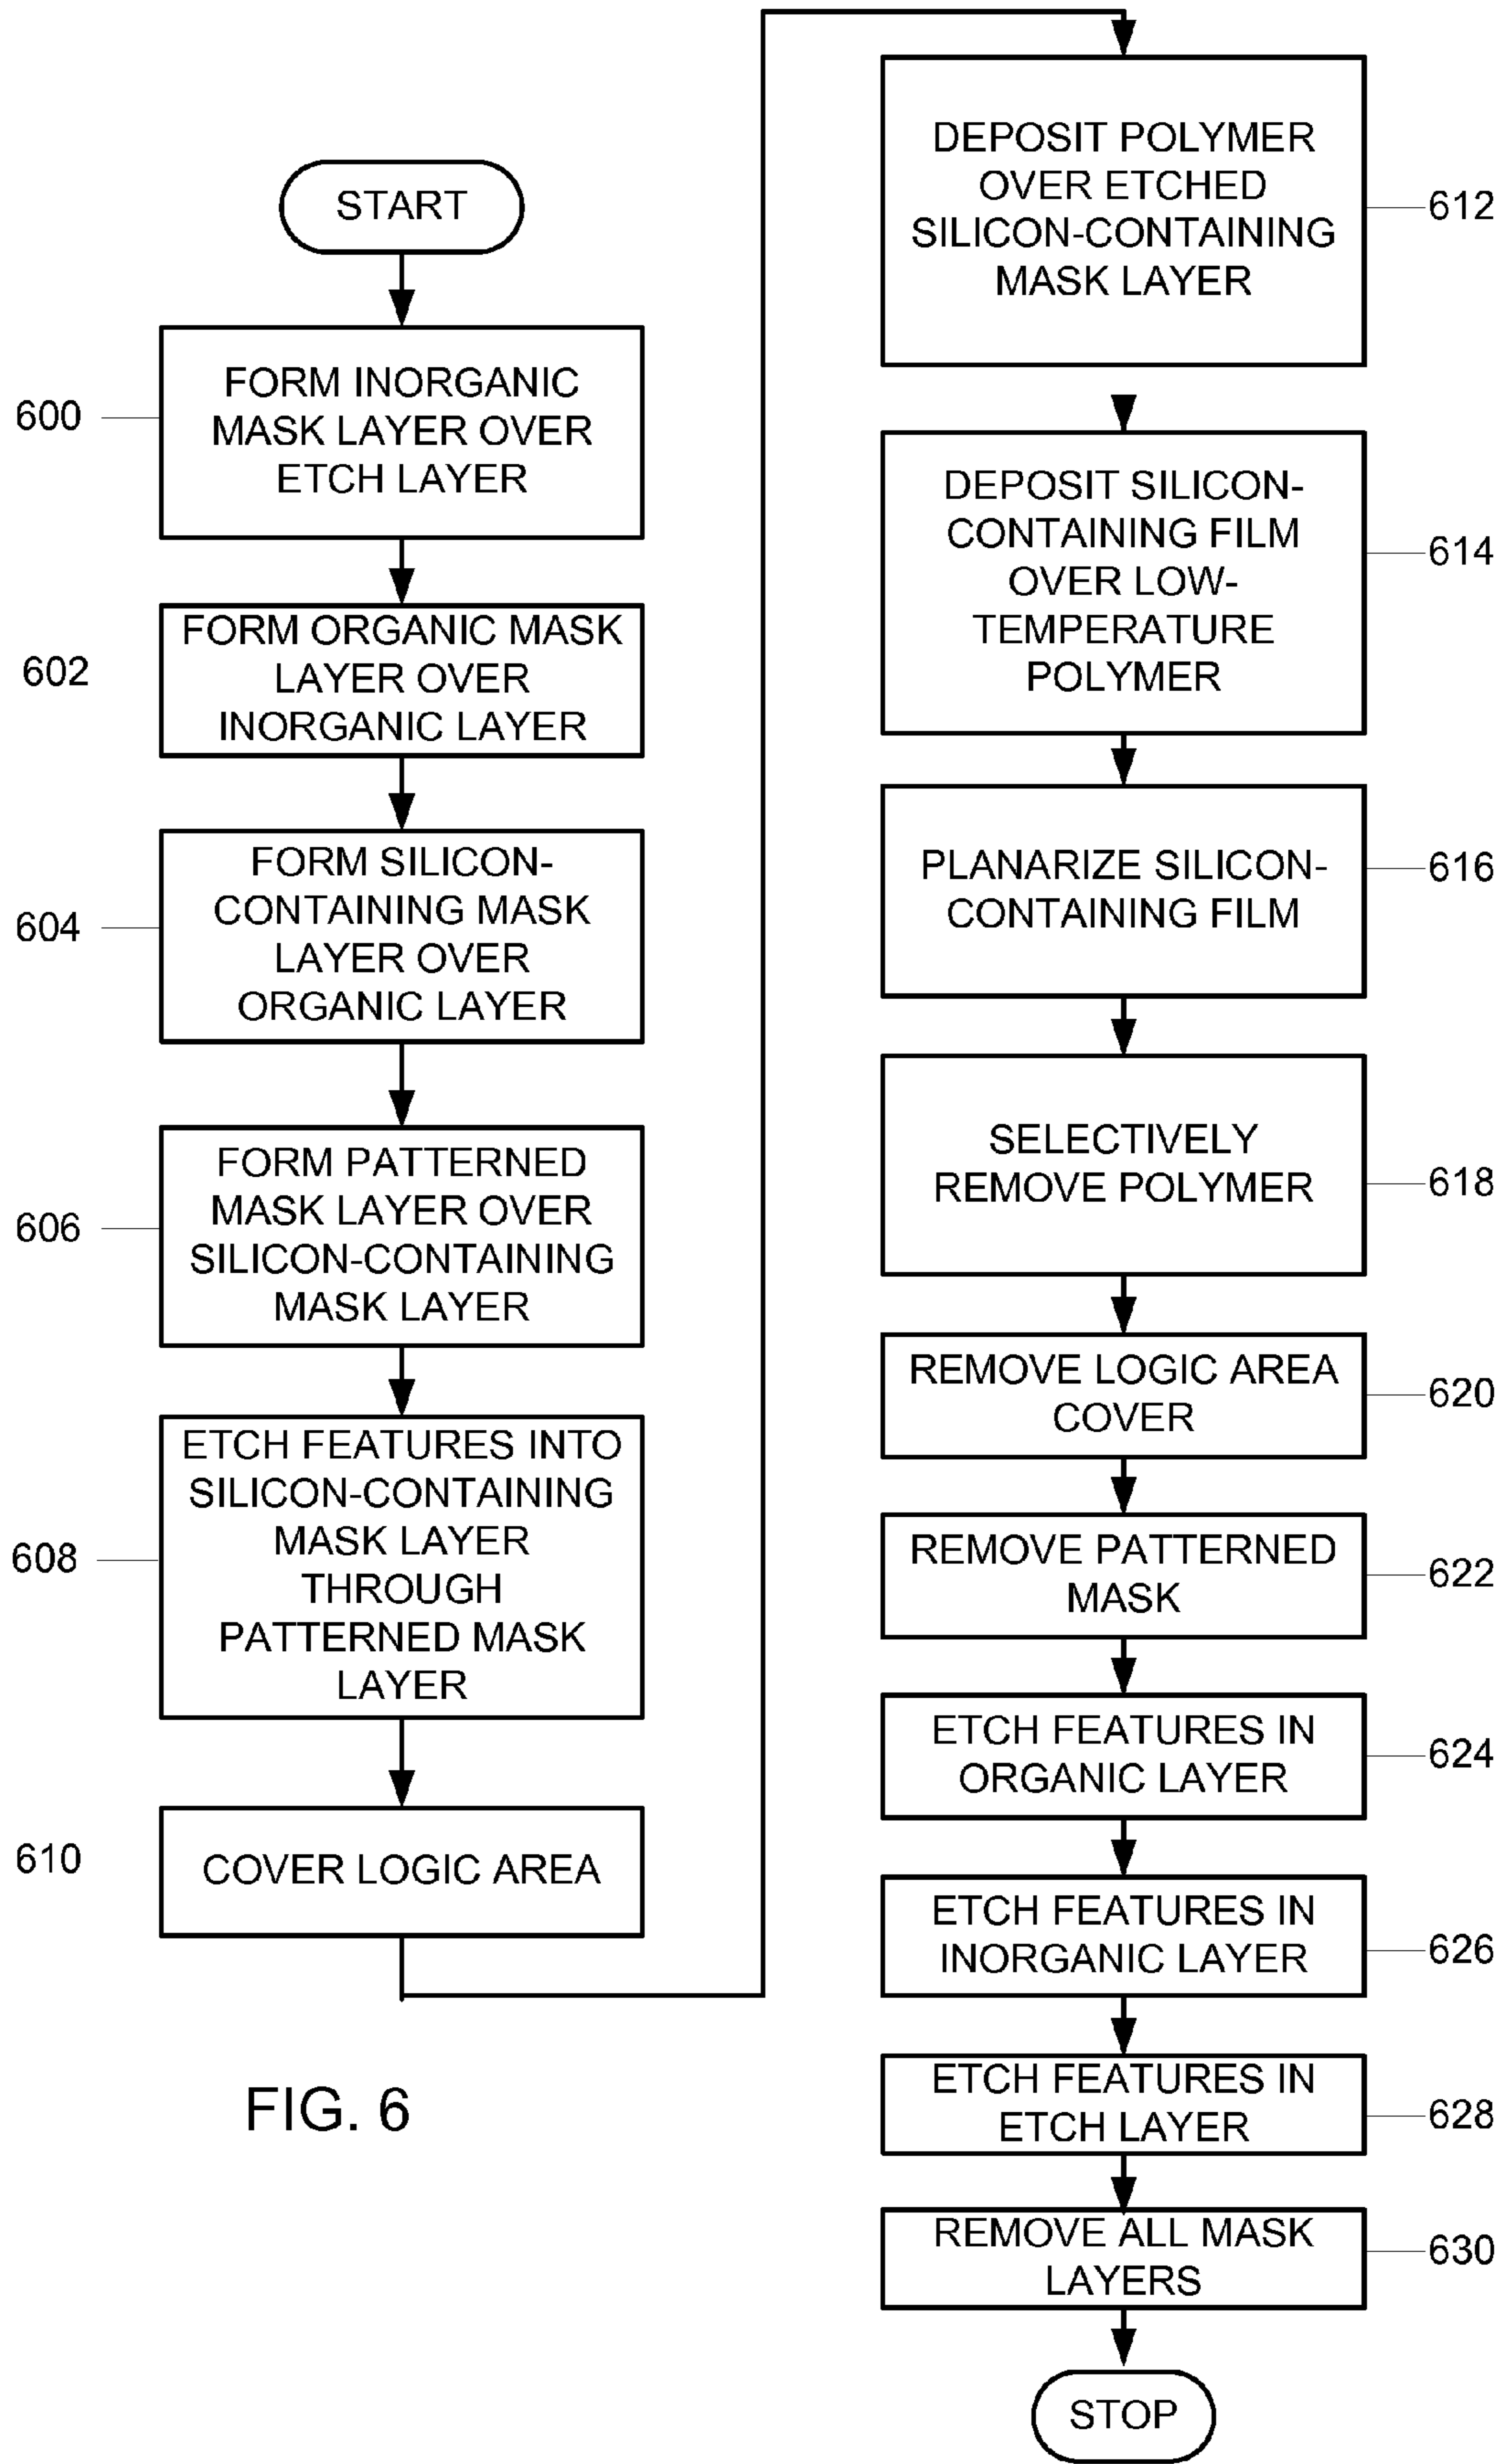 START
600
FORM INORGANIC
MASK LAYER OVER
ETCH LAYER
602
FORM ORGANIC MASK
LAYER OVER
INORGANIC LAYER
604
FORM SILICON-
CONTAINING MASK
LAYER OVER
ORGANIC LAYER
606
FORM PATTERNED
MASK LAYER OVER
SILICON-CONTAINING
MASK LAYER
608
ETCH FEATURES INTO
SILICON-CONTAINING
MASK LAYER
THROUGH
PATTERNED MASK
LAYER
610
COVER LOGIC AREA
FIG. 6
DEPOSIT POLYMER
OVER ETCHED
SILICON-CONTAINING
MASK LAYER
612
DEPOSIT SILICON-
CONTAINING FILM
OVER LOW-
TEMPERATURE
POLYMER
614
PLANARIZE SILICON-
CONTAINING FILM
616
SELECTIVELY
REMOVE POLYMER
618
REMOVE LOGIC AREA
COVER
620
REMOVE PATTERNED
MASK
622
ETCH FEATURES IN
ORGANIC LAYER
624
ETCH FEATURES IN
INORGANIC LAYER
626
ETCH FEATURES IN
ETCH LAYER
628
REMOVE ALL MASK
LAYERS
630
STOP